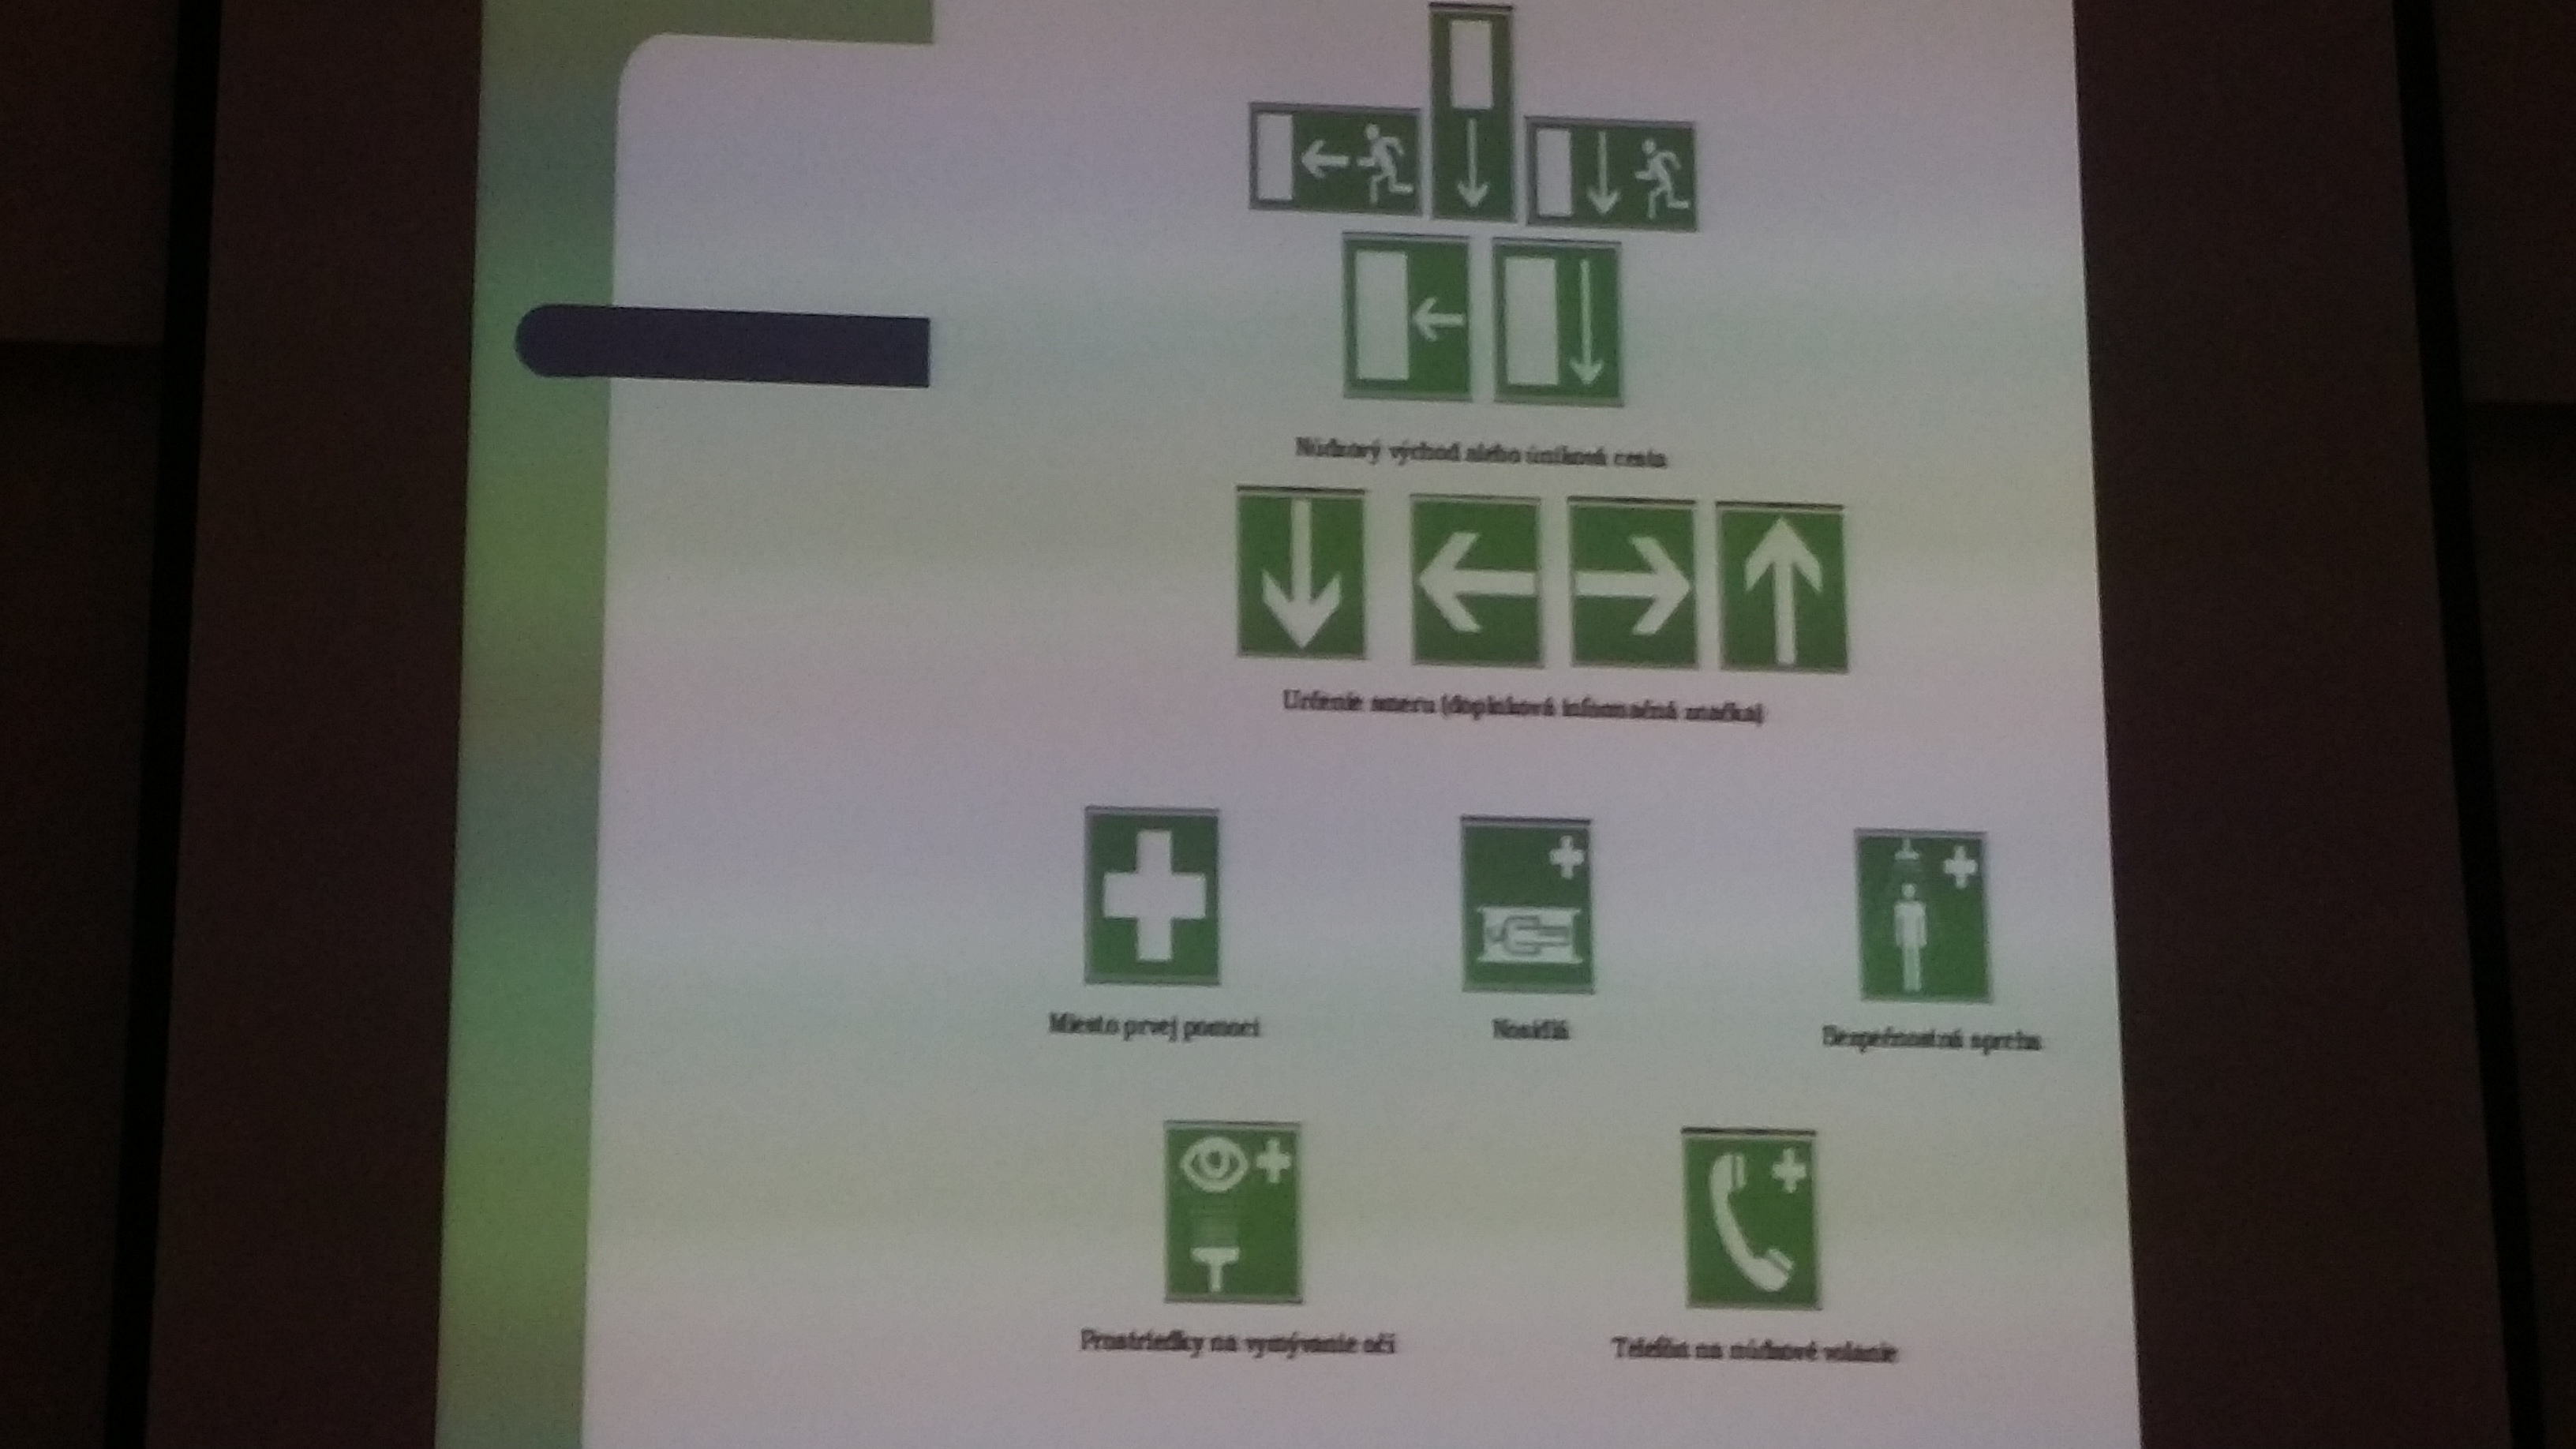 Núdzový východ alebo úniková cesta
Určenie smeru (doplnková informačná značka)
Miesto prvej pomoci
Nosidlá
Bezpečnostná sprcha
Prostriedky na vymývanie očí
Telefón na núdzové volanie